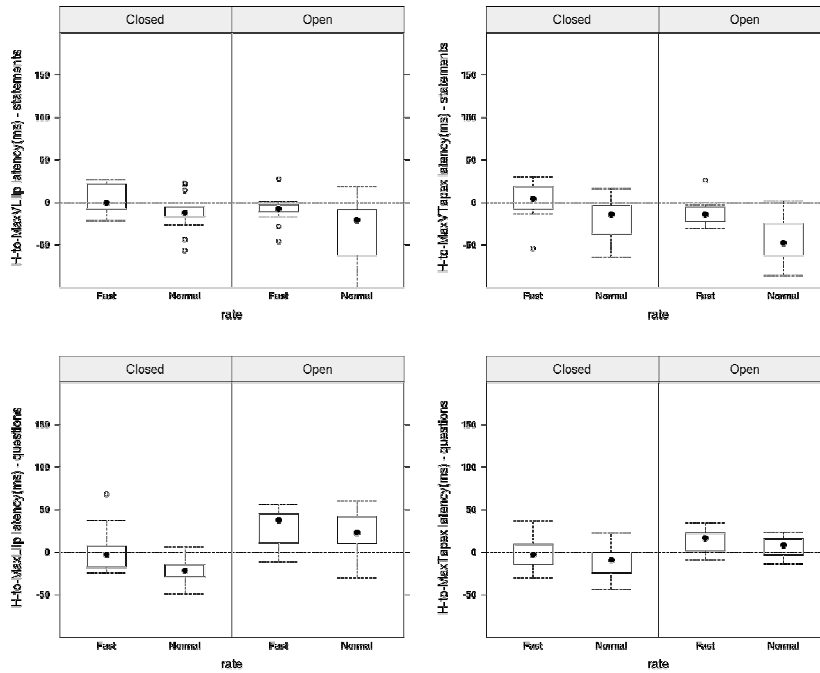 Closed Open
H-to-MaxVLlip latency(ms) - statements
150
100
50
0
-50
Fast Normal Fast Normal
rate
Closed Open
H-to-MaxVTapex latency(ms) - statements
150
100
50
0
-50
Fast Normal Fast Normal
rate
Closed Open
H-to-MaxLlip latency(ms) - questions
150
100
50
0
-50
Fast Normal Fast Normal
rate
Closed Open
H-to-MaxTapex latency(ms) - questions
150
100
50
0
-50
Fast Normal Fast Normal
rate